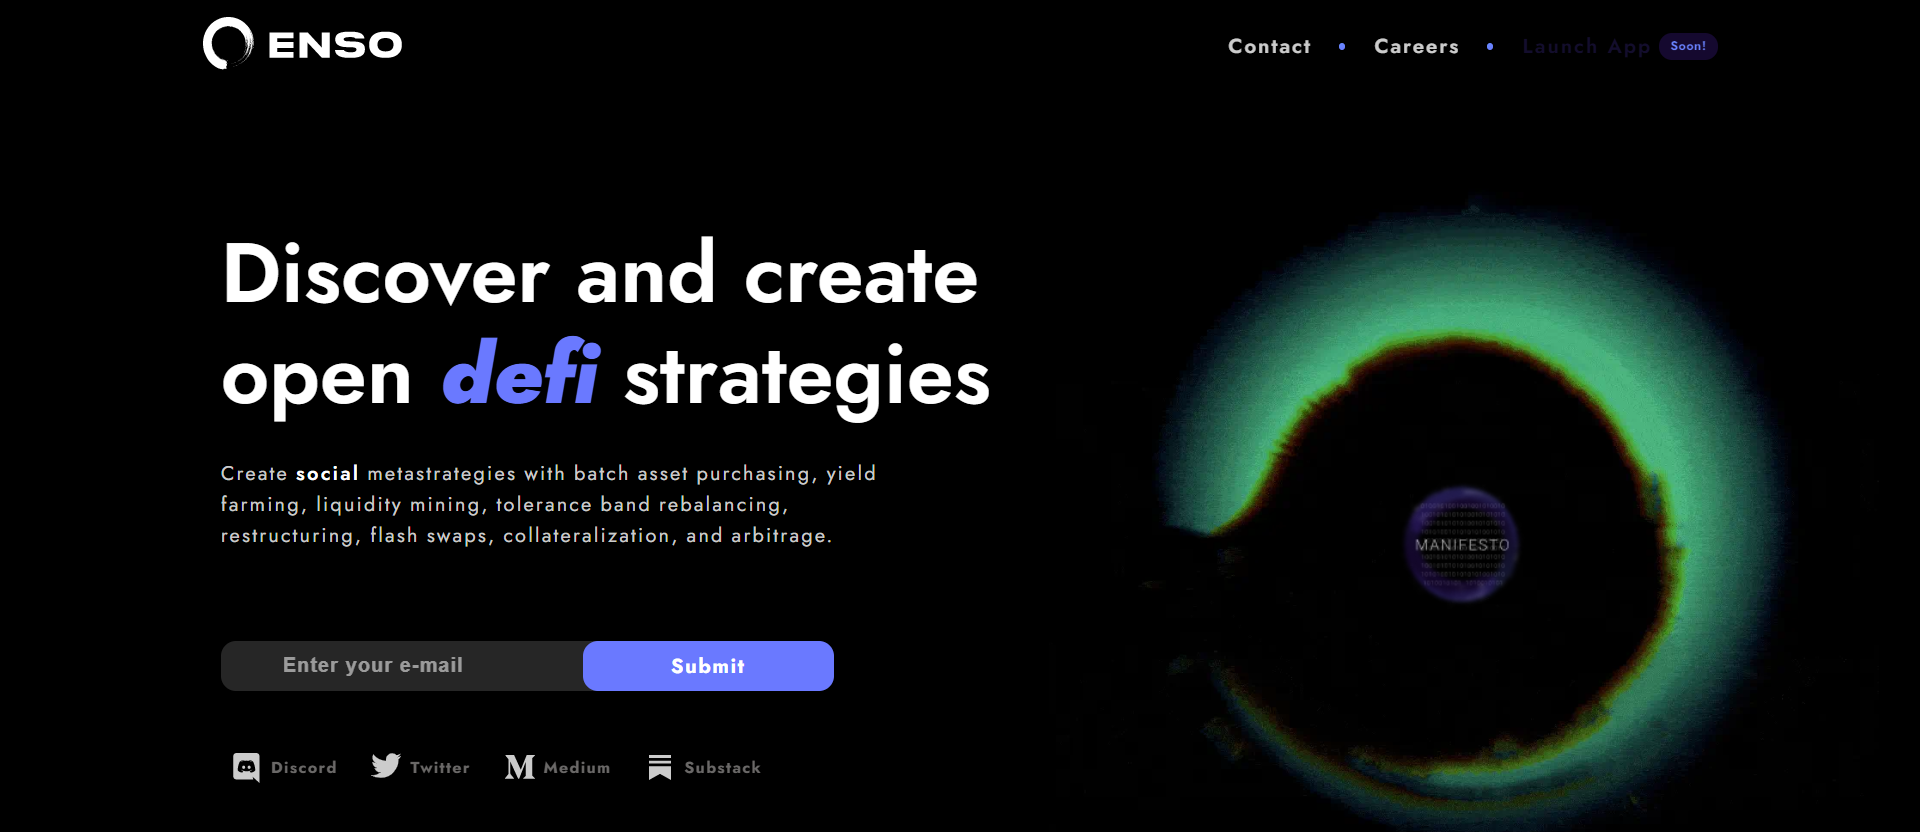 ENSO
Contact
Careers
Launch App Soon!
Discover and create
open defi strategies
Create social metastrategies with batch asset purchasing, yield
farming, liquidity mining, tolerance band rebalancing,
restructuring, flash swaps, collateralization, and arbitrage.
MANIFESTO
Enter your e-mail
Submit
Discord
Twitter
Medium
Substack